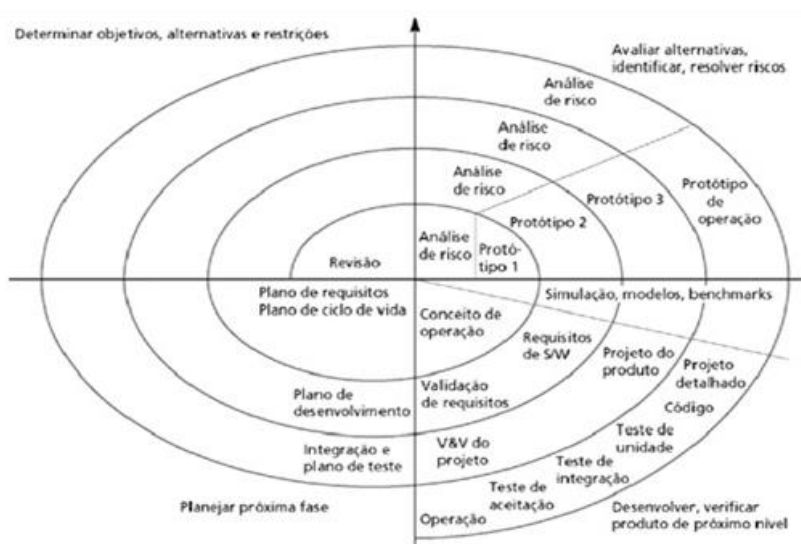 Determinar objetivos, alternativas e restrições
Avaliar alternativas,
identificar, resolver riscos
Análise
de risco
Análise
de risco
Análise
de risco
Análise
de risco
Protó-
tipo 1
Protótipo 2
Protótipo 3
Protótipo
de
operação
Revisão
Plano de requisitos
Plano de ciclo de vida
Simulação, modelos, benchmarks
Conceito de
operação
Requisitos
de S/W
Projeto do
produto
Projeto
detalhado
Código
Plano de
desenvolvimento
Validação
de requisitos
Teste de
unidade
Integração e
plano de teste
V&V do
projeto
Teste de
integração
Teste de
aceitação
Operação
Planejar próxima fase
Desenvolver, verificar
produto de próximo nível